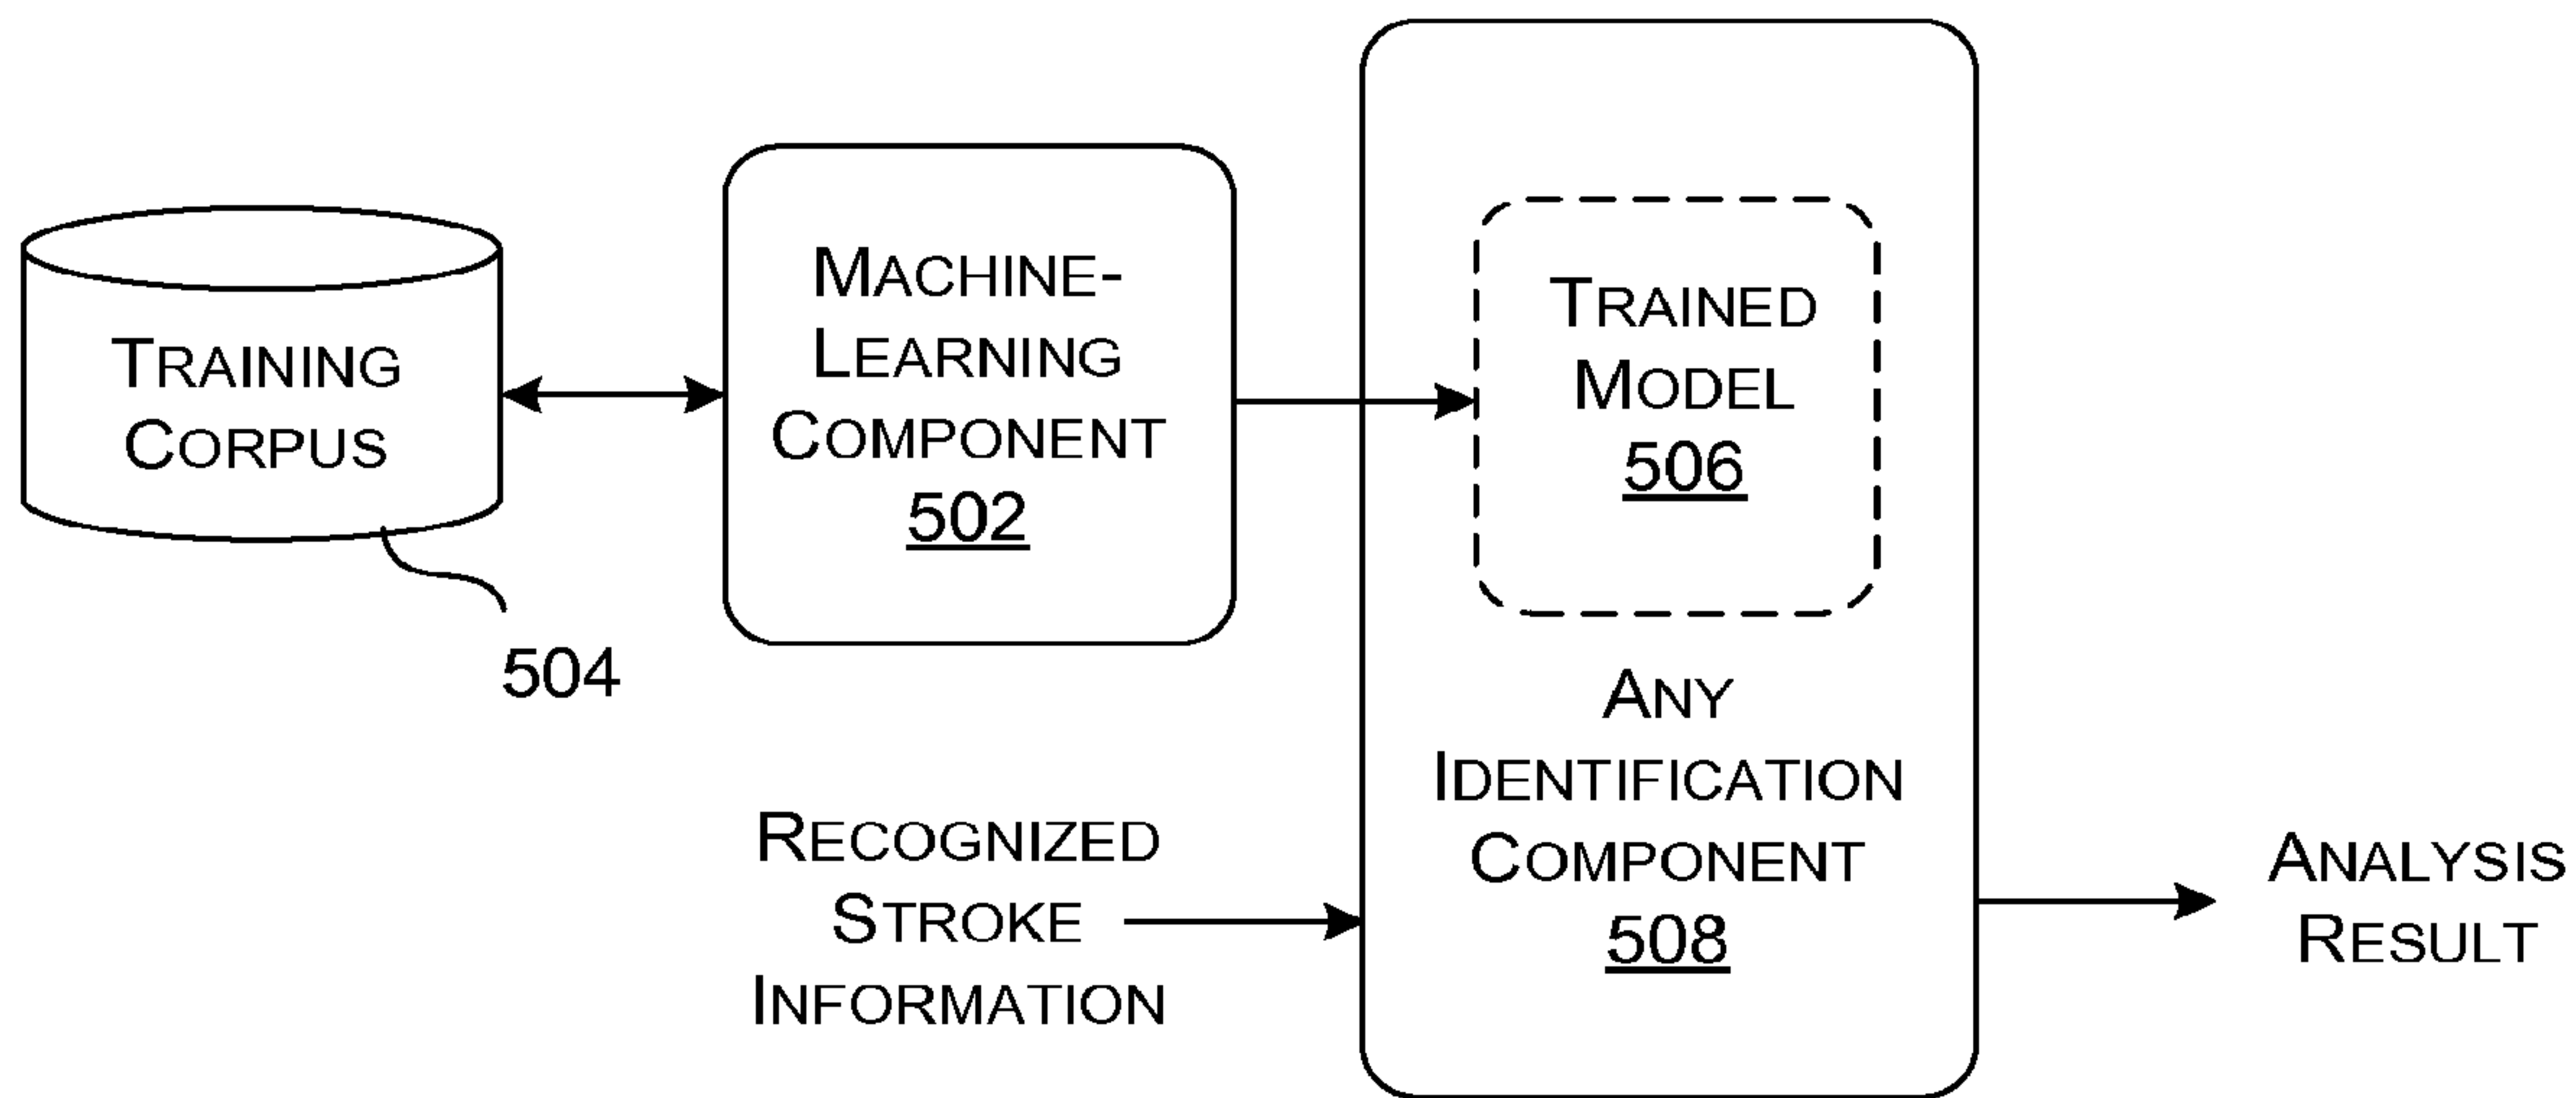 TRAINING
CORPUS
504
MACHINE-
LEARNING
COMPONENT
502
TRAINED
MODEL
506
ANY
IDENTIFICATION
COMPONENT
508
RECOGNIZED
STROKE
INFORMATION
ANALYSIS
RESULT